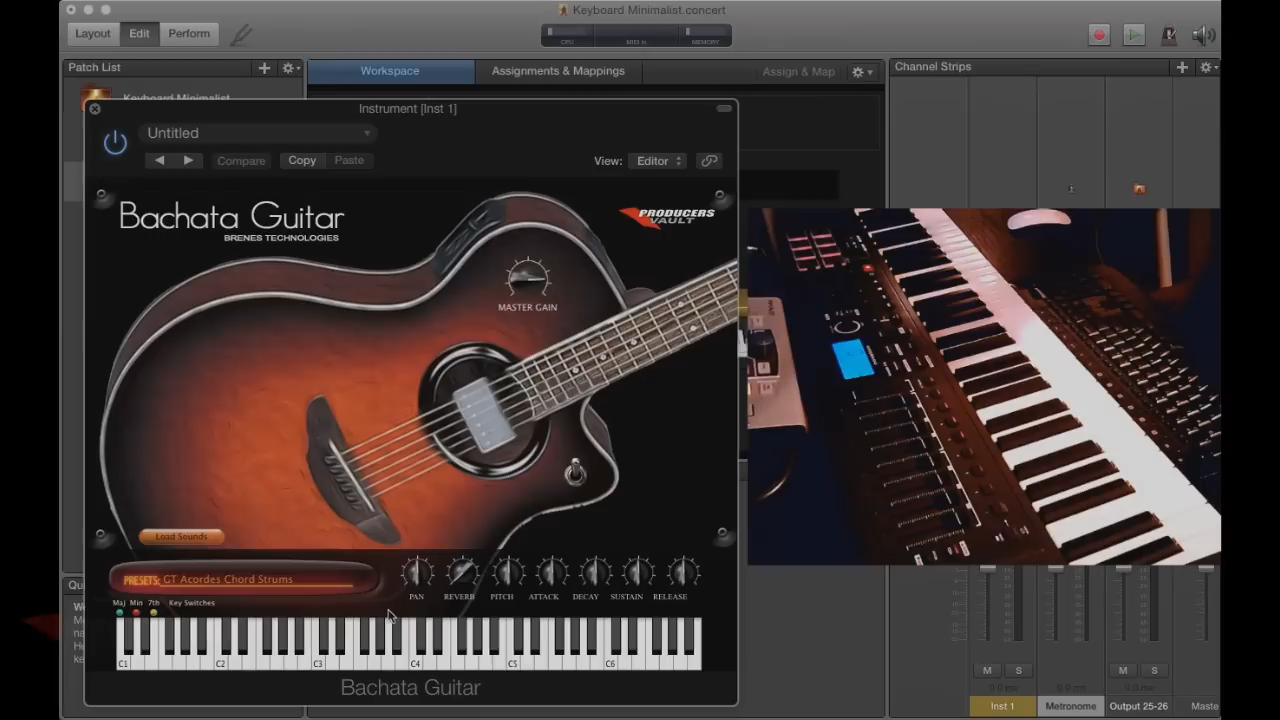 Keyboard Minimalist.concert
Layout
Edit
Perform
CPU
MIDI In
MEMORY
Patch List
Workspace
Assignments & Mappings
Assign & Map
Channel Strips
Keyboard Minimalist
Instrument [Inst 1]
Untitled
Compare
Copy
Paste
View:
Editor
Bachata Guitar
BRENES TECHNOLOGIES
PRODUCERS
VAULT
MASTER GAIN
Load Sounds
PRESETS: GT Acordes Chord Strums
PAN
REVERB
PITCH
ATTACK
DECAY
SUSTAIN
RELEASE
Maj
Min
7th
Key Switches
C1
C2
C3
C4
C5
C6
Bachata Guitar
M
S
M
S
Inst 1
Metronome
Output 25-26
Maste